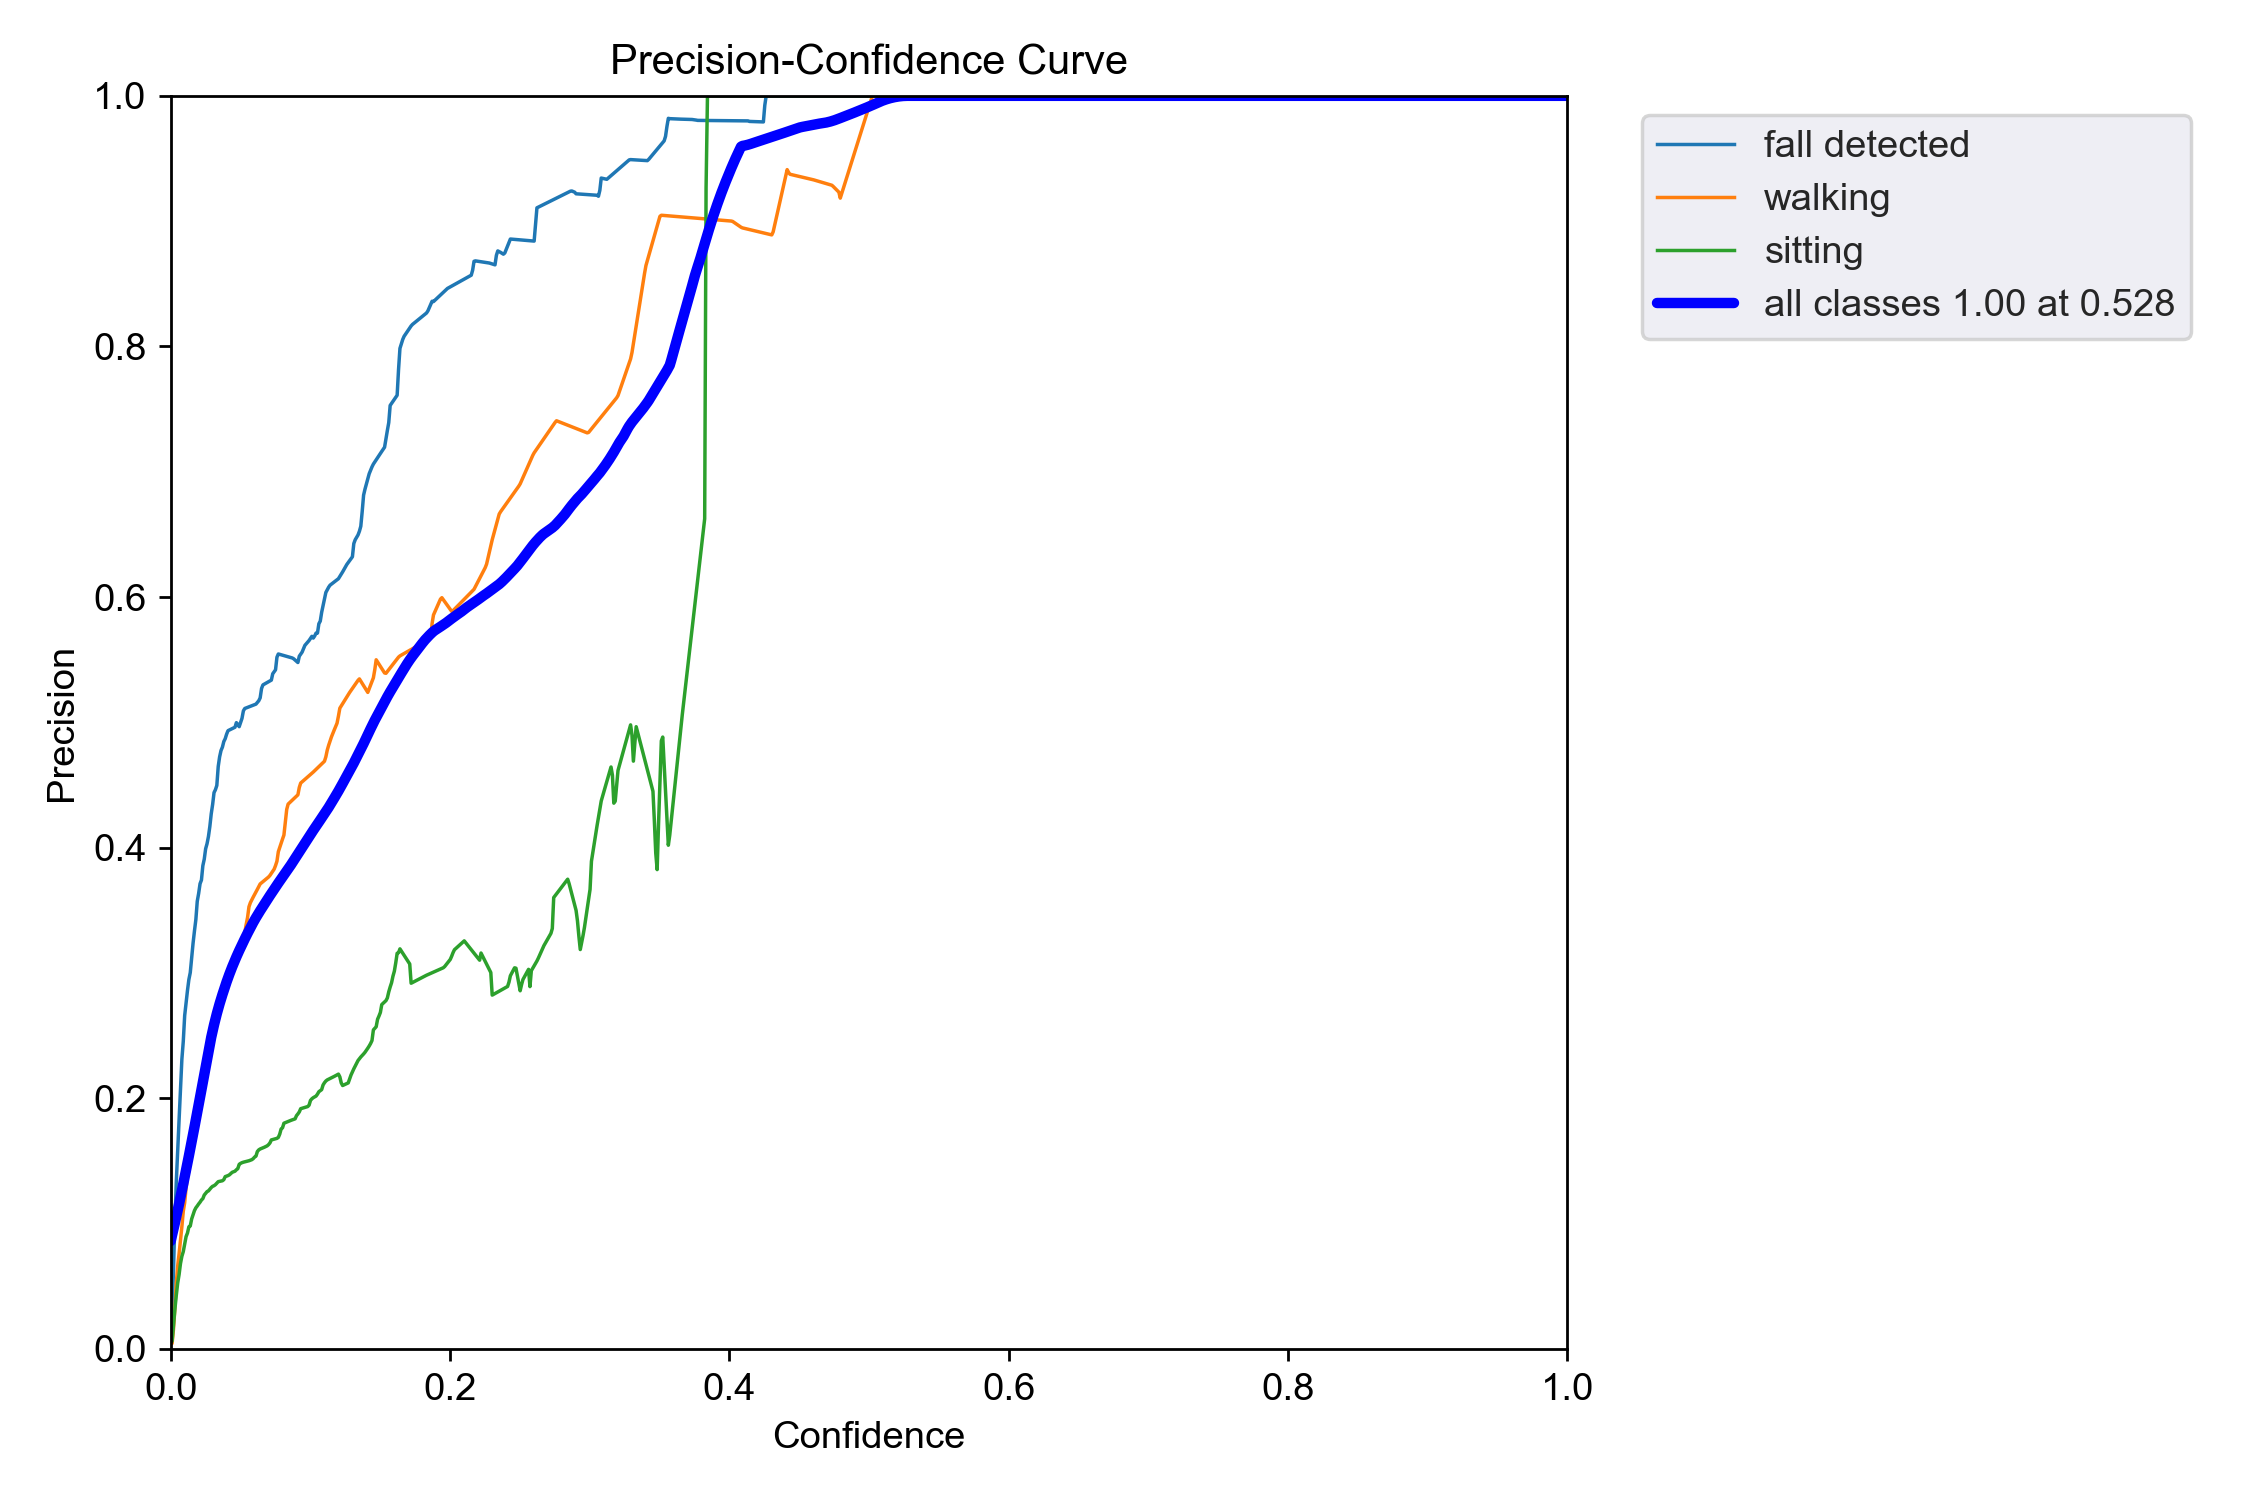 Precision-Confidence Curve
1.0
0.8
0.6
0.4
0.2
0.0
Precision
0.0 0.2 0.4 0.6 0.8 1.0
Confidence
fall detected
walking
sitting
all classes 1.00 at 0.528